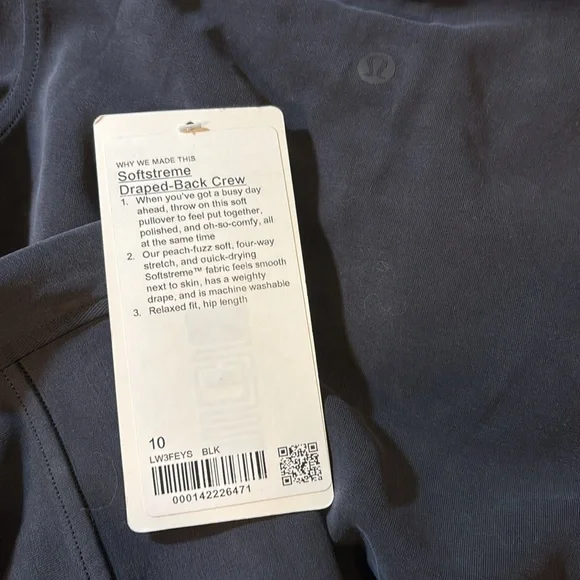 WHY WE MADE THIS
Softstreme
Draped-Back Crew
1. When you've got a busy day
ahead, throw on this soft
pullover to feel put together,
polished, and oh-so-comfy, all
at the same time
2. Our peach-fuzz soft, four-way
stretch, and quick-drying
Softstreme™ fabric feels smooth
next to skin, has a weighty
drape, and is machine washable
3. Relaxed fit, hip length
10
LW3FEYS BLK
000142226471